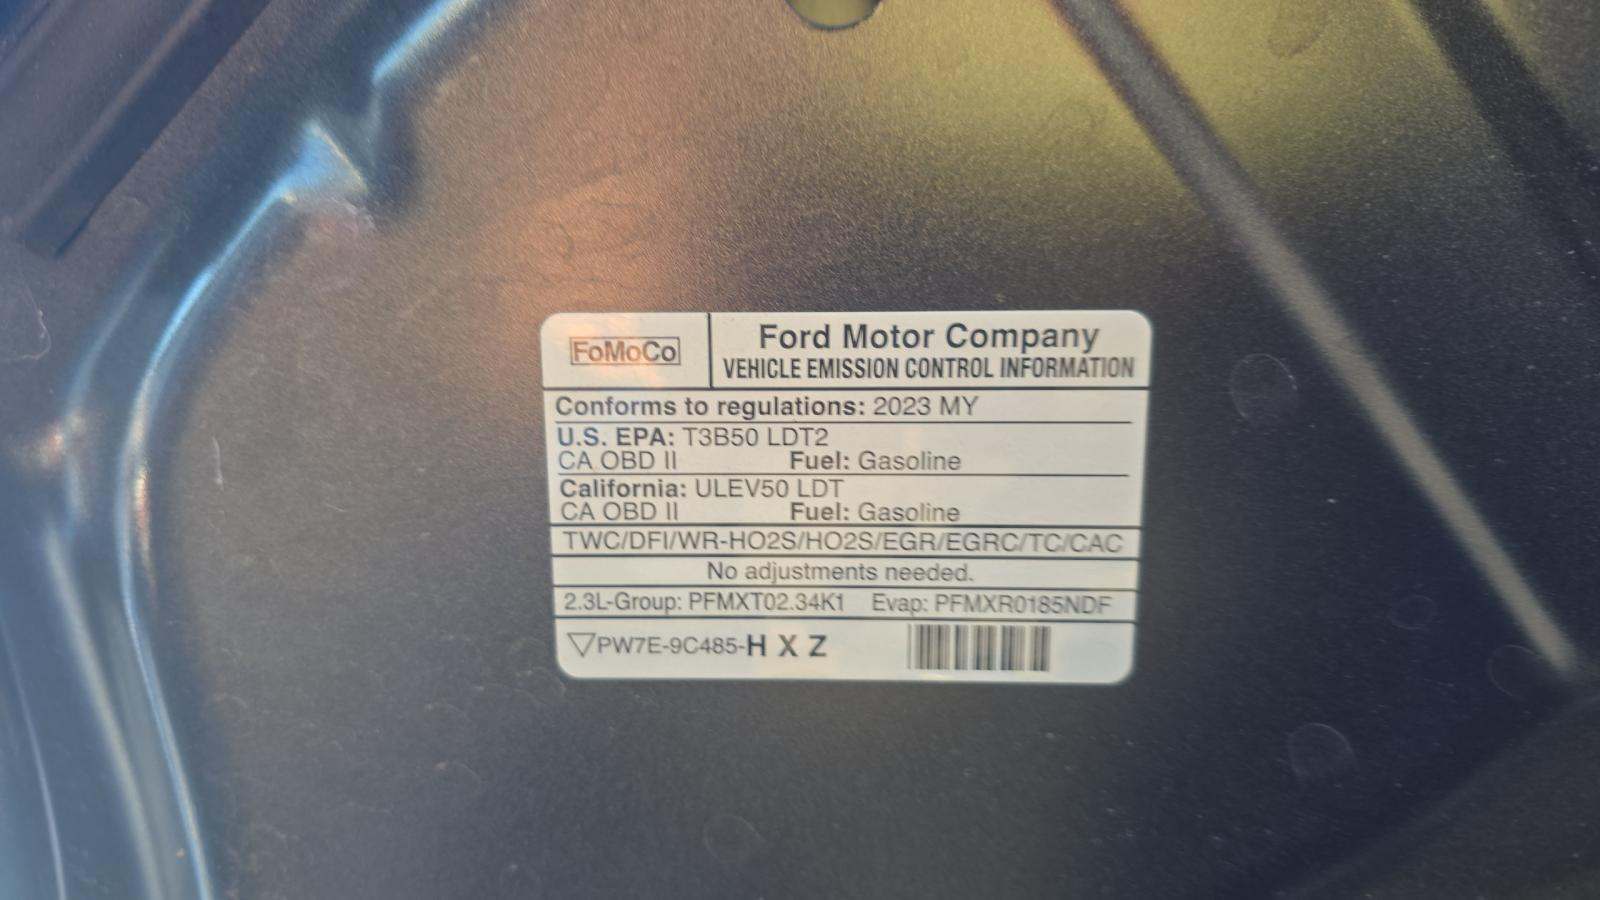 FoMoCo
Ford Motor Company
VEHICLE EMISSION CONTROL INFORMATION
Conforms to regulations: 2023 MY
U.S. EPA: T3B50 LDT2
CA OBD II Fuel: Gasoline
California: ULEV50 LDT
CA OBD II Fuel: Gasoline
TWC/DFI/WR-HO2S/HO2S/EGR/EGRC/TC/CAC
No adjustments needed.
2.3L-Group: PFMXT02.34K1 Evap: PFMXR0185NDF
▽PW7E-9C485-H X Z